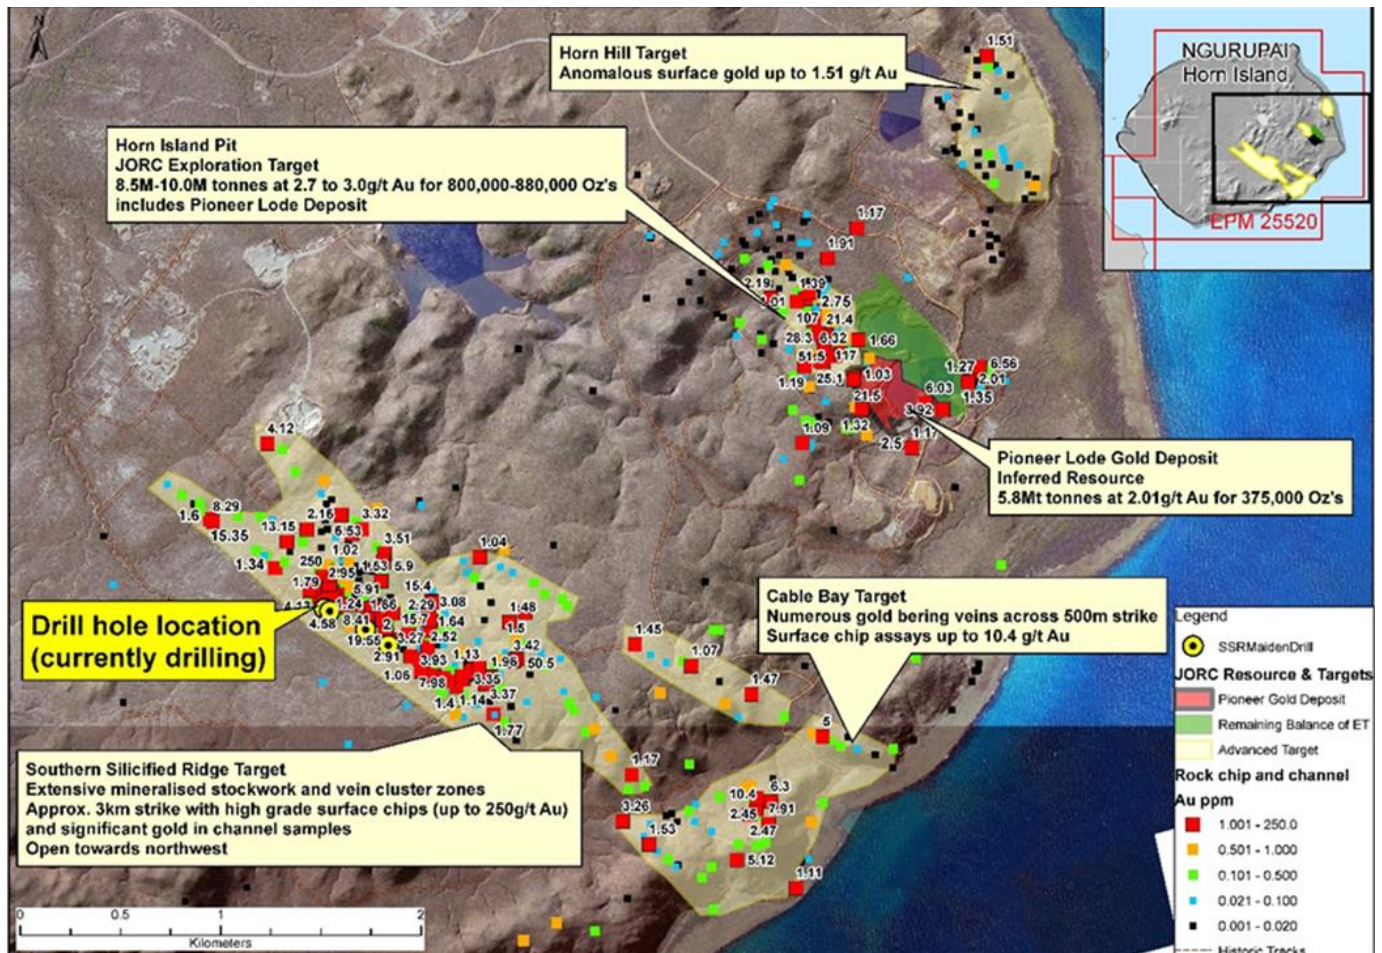 N
Horn Hill Target
Anomalous surface gold up to 1.51 g/t Au
1.51
NGURUPAI
Horn Island
EPM 25520
Horn Island Pit
JORC Exploration Target
8.5M-10.0M tonnes at 2.7 to 3.0g/t Au for 800,000-880,000 Oz's
includes Pioneer Lode Deposit
1.17
1.91
2.19
1.39
1.01
2.75
107
21.4
28.3
6.32
1.66
51.5
117
1.19
25.1
1.03
1.27
6.56
2.01
1.35
21.5
6.03
3.92
1.32
1.09
2.5
1.17
Pioneer Lode Gold Deposit
Inferred Resource
5.8Mt tonnes at 2.01g/t Au for 375,000 Oz's
4.12
8.29
1.6
15.35
2.16
3.32
13.15
6.53
3.51
1.02
1.34
250
1.53
5.9
2.95
1.79
5.91
15.4
4.13
1.24
1.66
2.29
3.08
4.58
8.41
2
15.7
1.64
1.48
1.5
19.65
3.27
2.52
3.42
2.91
3.93
1.13
1.96
50.5
1.06
7.98
3.35
1.4
1.14
3.37
1.77
1.04
Drill hole location
(currently drilling)
1.45
1.07
1.47
1.17
Cable Bay Target
Numerous gold bering veins across 500m strike
Surface chip assays up to 10.4 g/t Au
5
6.3
10.4
7.91
2.45
2.47
3.26
1.53
5.12
1.11
Southern Silicified Ridge Target
Extensive mineralised stockwork and vein cluster zones
Approx. 3km strike with high grade surface chips (up to 250g/t Au)
and significant gold in channel samples
Open towards northwest
0 0.5 1 2
Kilometers
Legend
SSRMaidenDrill
JORC Resource & Targets
Pioneer Gold Deposit
Remaining Balance of ET
Advanced Target
Rock chip and channel
Au ppm
1.001 - 250.0
0.501 - 1.000
0.101 - 0.500
0.021 - 0.100
0.001 - 0.020
Historic Tracks